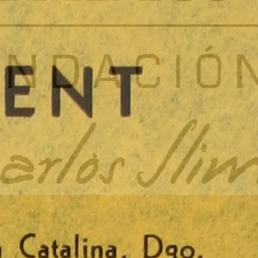 NDACIÓN
ENT
arlos Slim
a Catalina, Dgo.